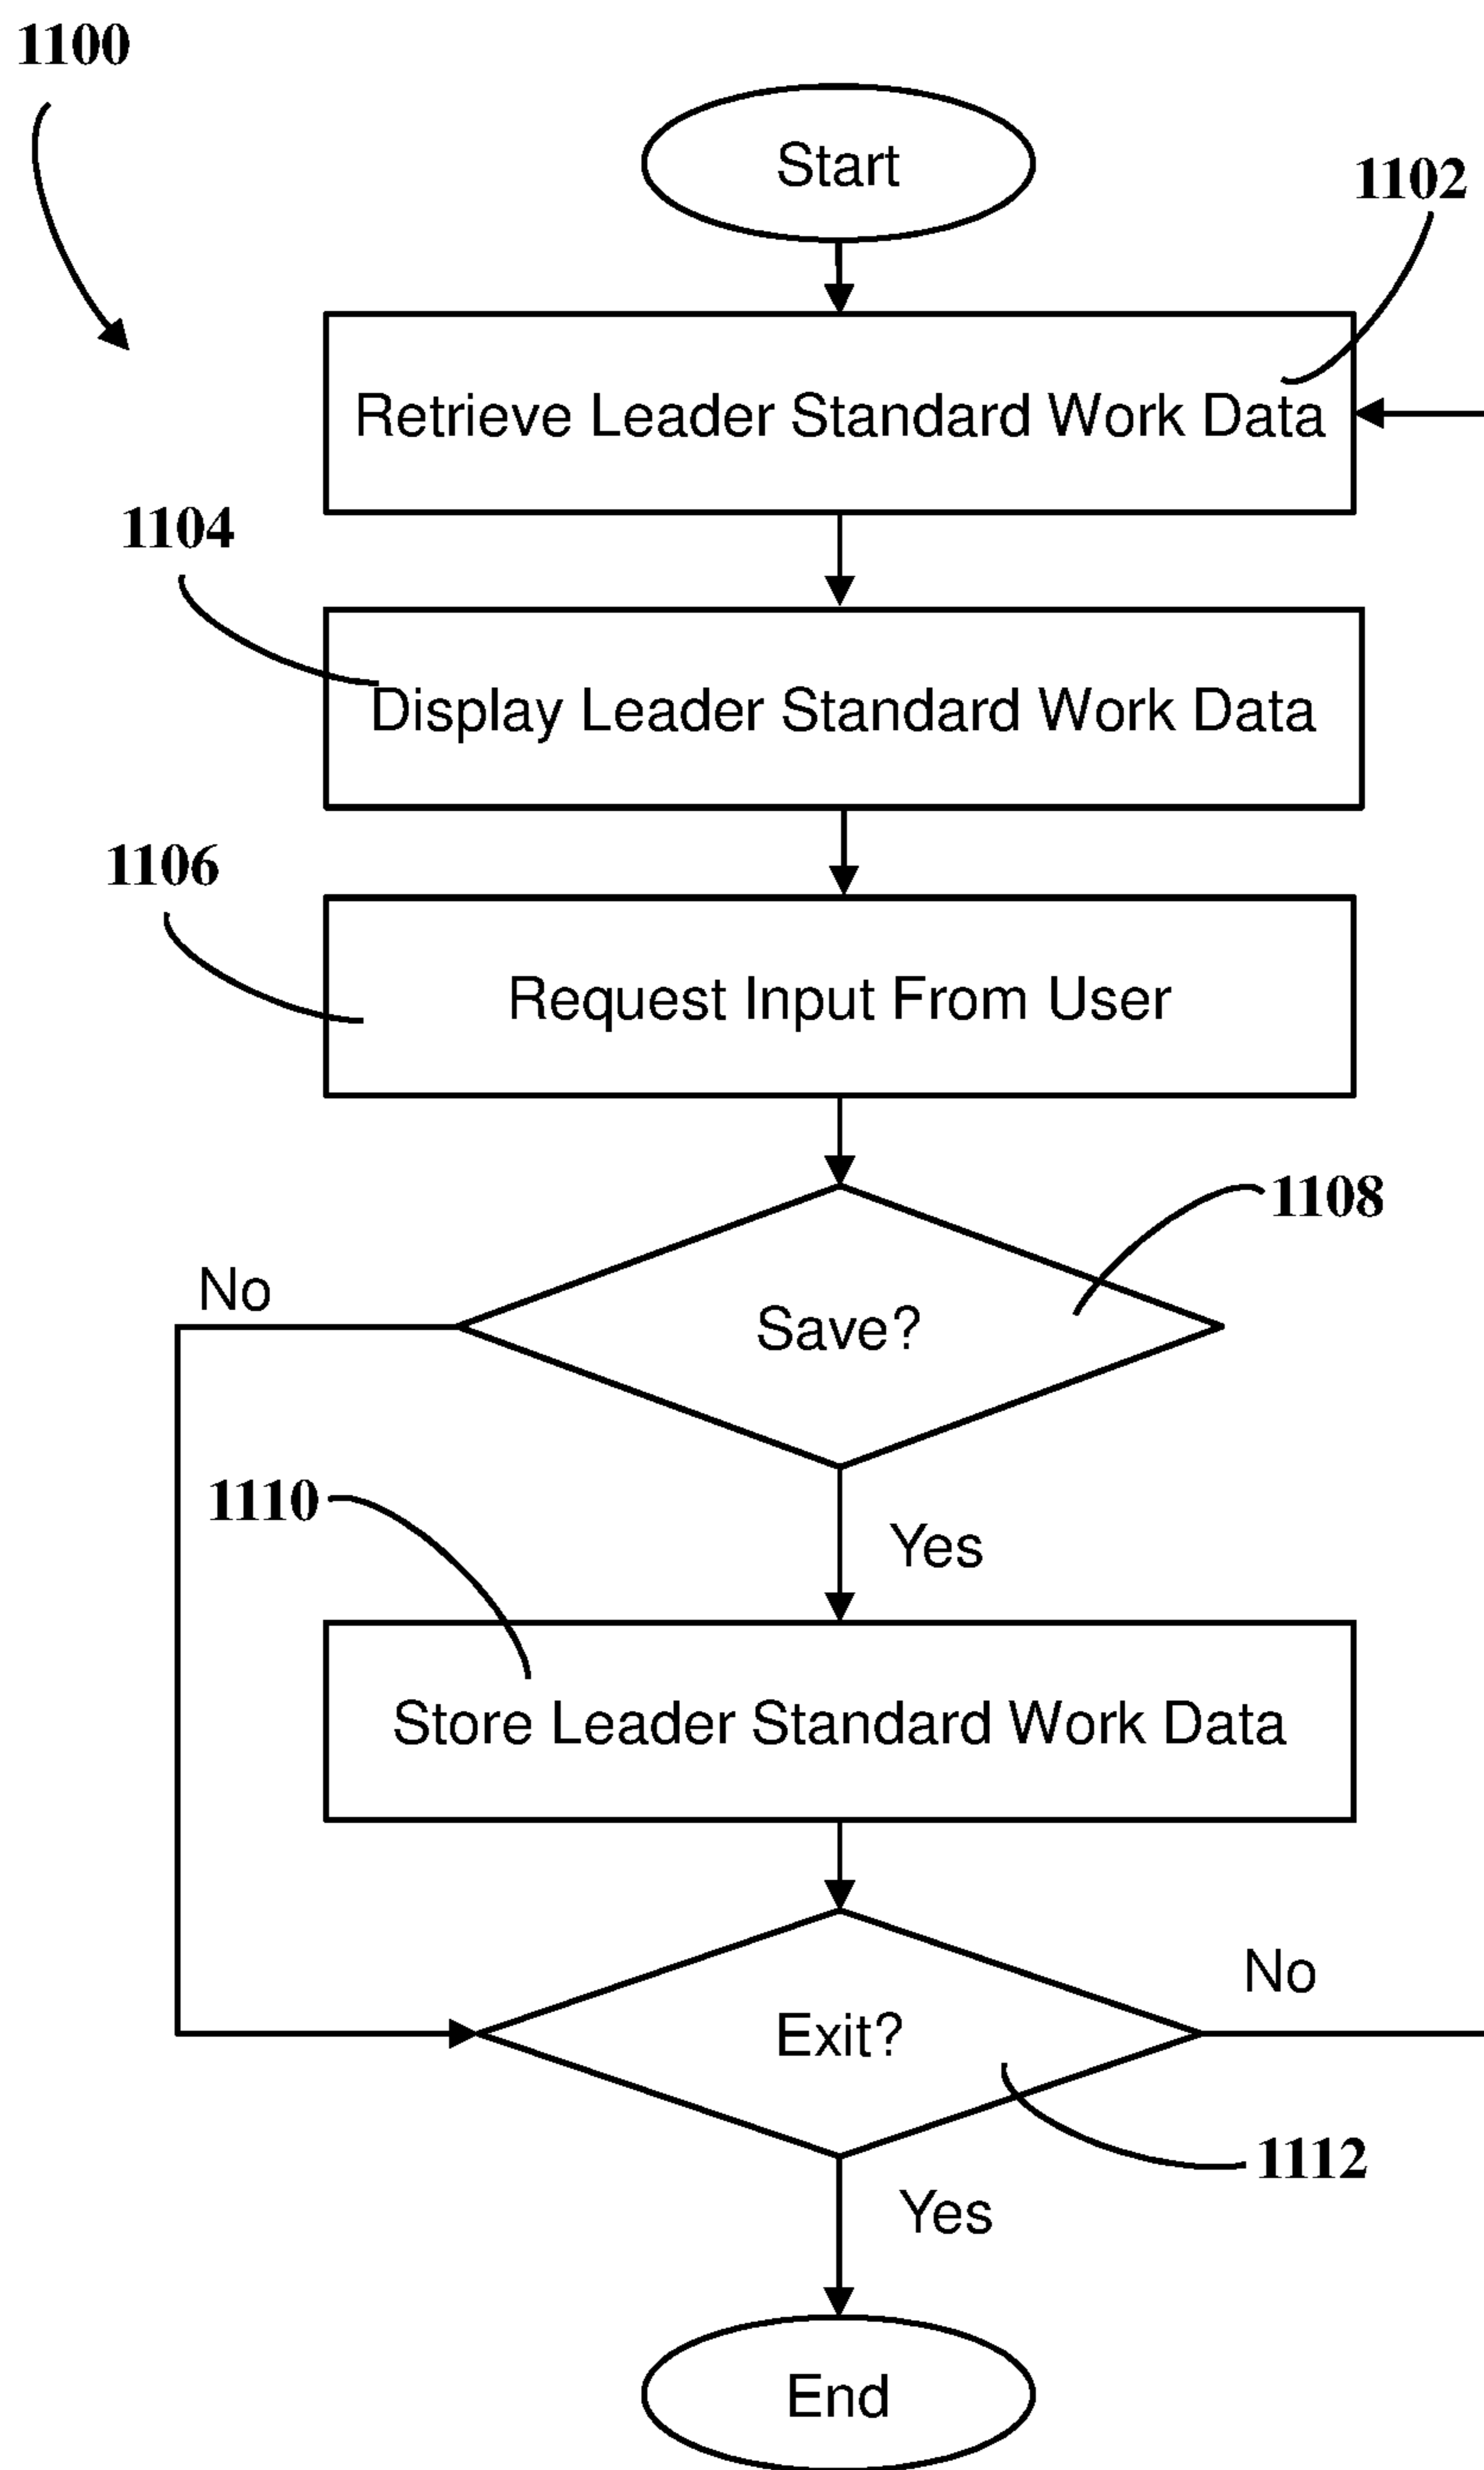 1100
Start
1102
Retrieve Leader Standard Work Data
1104
Display Leader Standard Work Data
1106
Request Input From User
1108
No
Save?
1110
Yes
Store Leader Standard Work Data
No
Exit?
1112
Yes
End